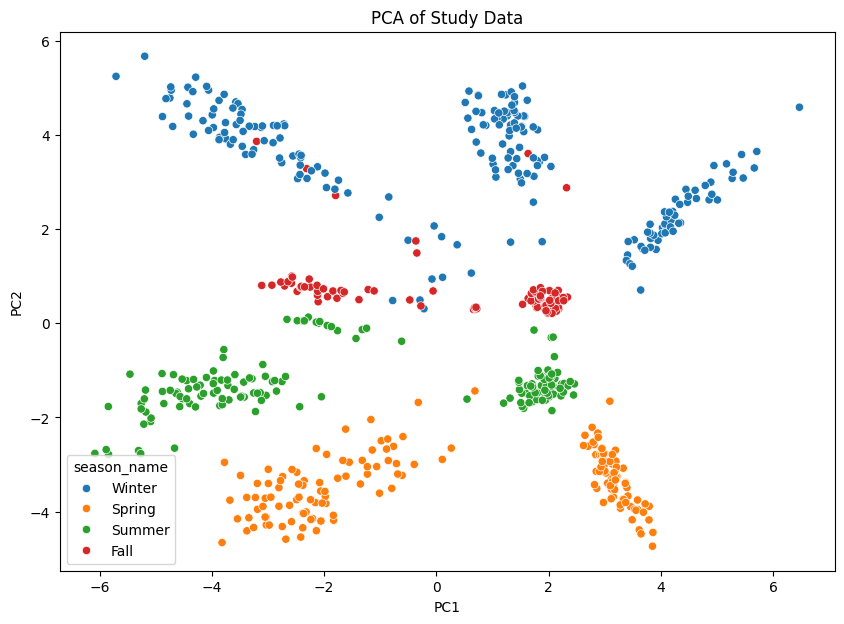 PCA of Study Data
6
4
2
0
−2
−4
PC2
season_name
Winter
Spring
Summer
Fall
−6
−4
−2
0
2
4
6
PC1